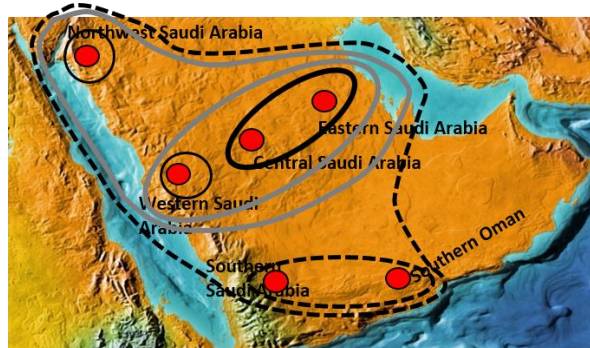 Northwest Saudi Arabia
Eastern Saudi Arabia
Central Saudi Arabia
Western Saudi
Arabia
Southern
Saudi Arabia
Southern Oman